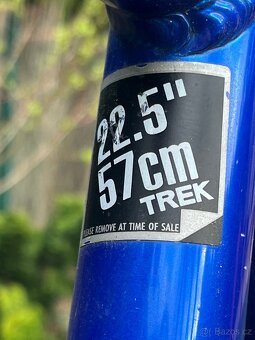 22.5"
57cm
TREK
PLEASE REMOVE AT TIME OF SALE
Bazos.cz